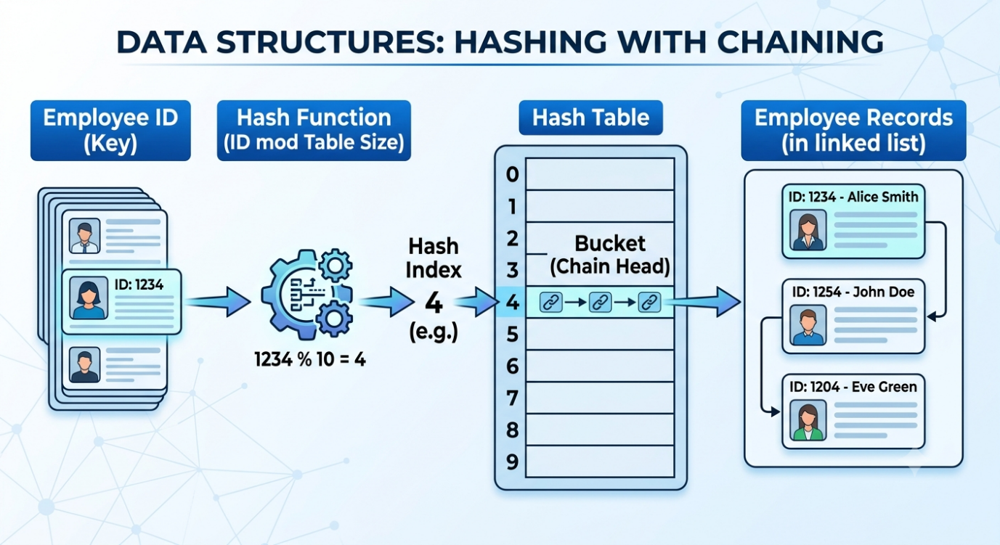 DATA STRUCTURES: HASHING WITH CHAINING
Employee ID
(Key)
Hash Function
(ID mod Table Size)
Hash Table
Employee Records
(in linked list)
ID: 1234
1234 % 10 = 4
Hash
Index
4
(e.g.)
0
1
2
3
4
5
6
7
8
9
Bucket
(Chain Head)
ID: 1234 - Alice Smith
ID: 1254 - John Doe
ID: 1204 - Eve Green